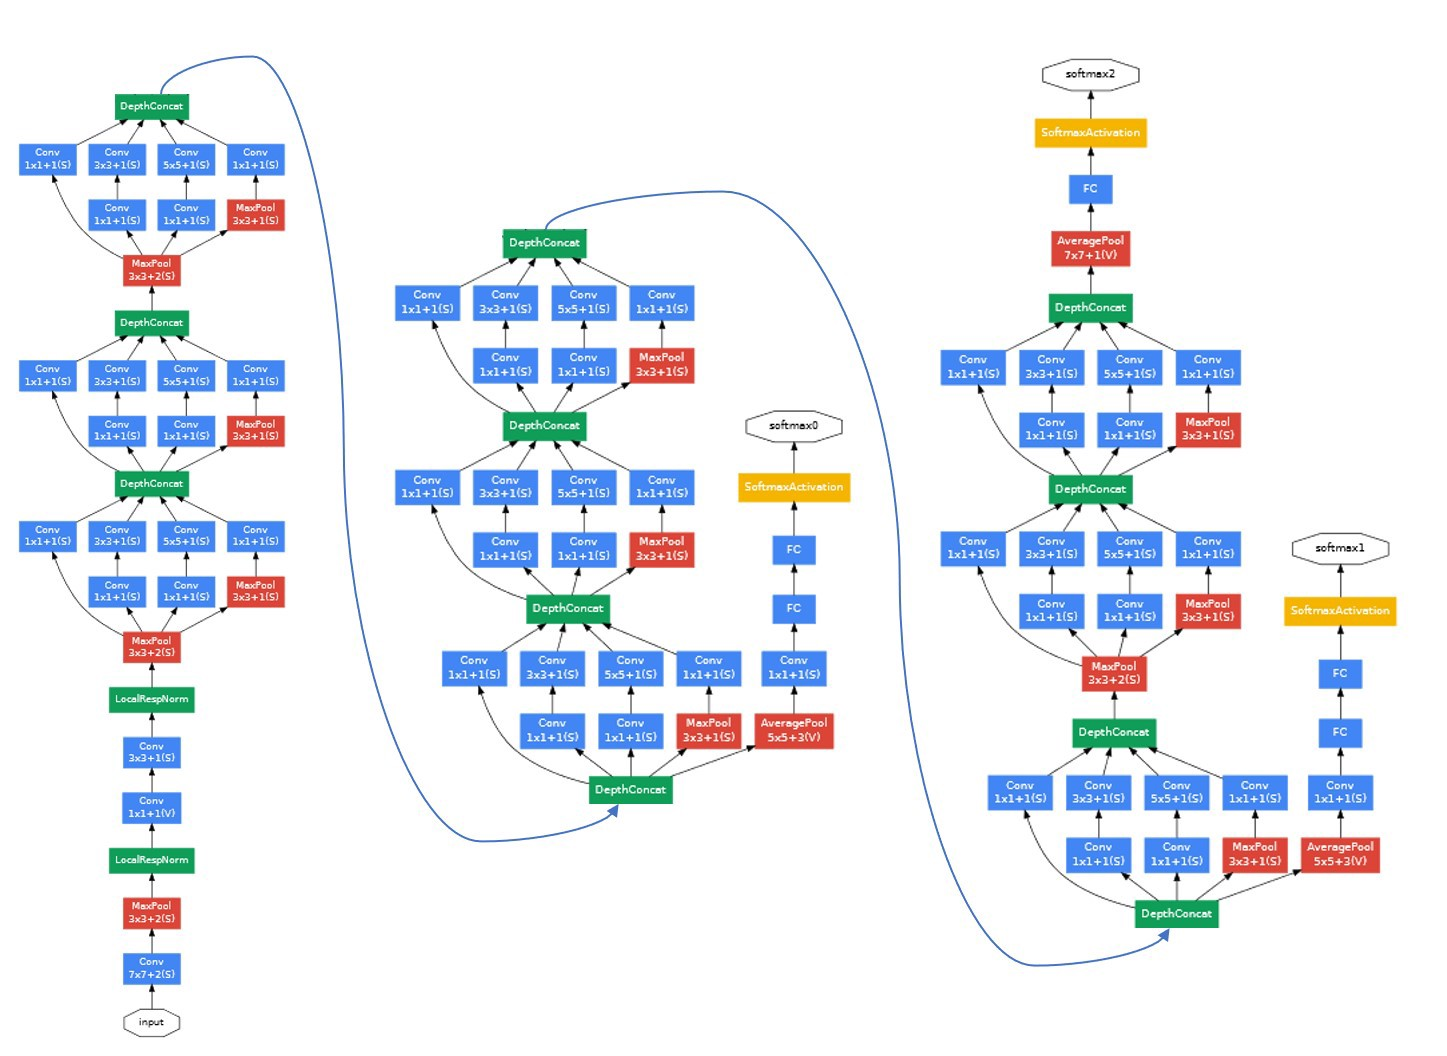 DepthConcat
Conv Conv Conv Conv
1x1+1(S) 3x3+1(S) 5x5+1(S) 1x1+1(S)
Conv Conv MaxPool
1x1+1(S) 1x1+1(S) 3x3+1(S)
MaxPool
3x3+2(S)
DepthConcat
Conv Conv Conv Conv
1x1+1(S) 3x3+1(S) 5x5+1(S) 1x1+1(S)
Conv Conv MaxPool
1x1+1(S) 1x1+1(S) 3x3+1(S)
DepthConcat
Conv Conv Conv Conv
1x1+1(S) 3x3+1(S) 5x5+1(S) 1x1+1(S)
Conv Conv MaxPool
1x1+1(S) 1x1+1(S) 3x3+1(S)
MaxPool
3x3+2(S)
LocalRespNorm
Conv
3x3+1(S)
Conv
1x1+1(V)
LocalRespNorm
MaxPool
3x3+2(S)
Conv
7x7+2(S)
input
DepthConcat
Conv Conv Conv Conv
1x1+1(S) 3x3+1(S) 5x5+1(S) 1x1+1(S)
Conv Conv MaxPool
1x1+1(S) 1x1+1(S) 3x3+1(S)
DepthConcat
Conv Conv Conv Conv
1x1+1(S) 3x3+1(S) 5x5+1(S) 1x1+1(S)
Conv Conv MaxPool
1x1+1(S) 1x1+1(S) 3x3+1(S)
DepthConcat
Conv Conv Conv Conv
1x1+1(S) 3x3+1(S) 5x5+1(S) 1x1+1(S)
Conv Conv MaxPool
1x1+1(S) 1x1+1(S) 3x3+1(S)
DepthConcat
softmax0
SoftmaxActivation
FC
FC
Conv
1x1+1(S)
AveragePool
5x5+3(V)
softmax2
SoftmaxActivation
FC
AveragePool
7x7+1(V)
DepthConcat
Conv Conv Conv Conv
1x1+1(S) 3x3+1(S) 5x5+1(S) 1x1+1(S)
Conv Conv MaxPool
1x1+1(S) 1x1+1(S) 3x3+1(S)
DepthConcat
Conv Conv Conv Conv
1x1+1(S) 3x3+1(S) 5x5+1(S) 1x1+1(S)
Conv Conv MaxPool
1x1+1(S) 1x1+1(S) 3x3+1(S)
MaxPool
3x3+2(S)
DepthConcat
Conv Conv Conv Conv
1x1+1(S) 3x3+1(S) 5x5+1(S) 1x1+1(S)
Conv Conv MaxPool
1x1+1(S) 1x1+1(S) 3x3+1(S)
DepthConcat
softmax1
SoftmaxActivation
FC
FC
Conv
1x1+1(S)
AveragePool
5x5+3(V)